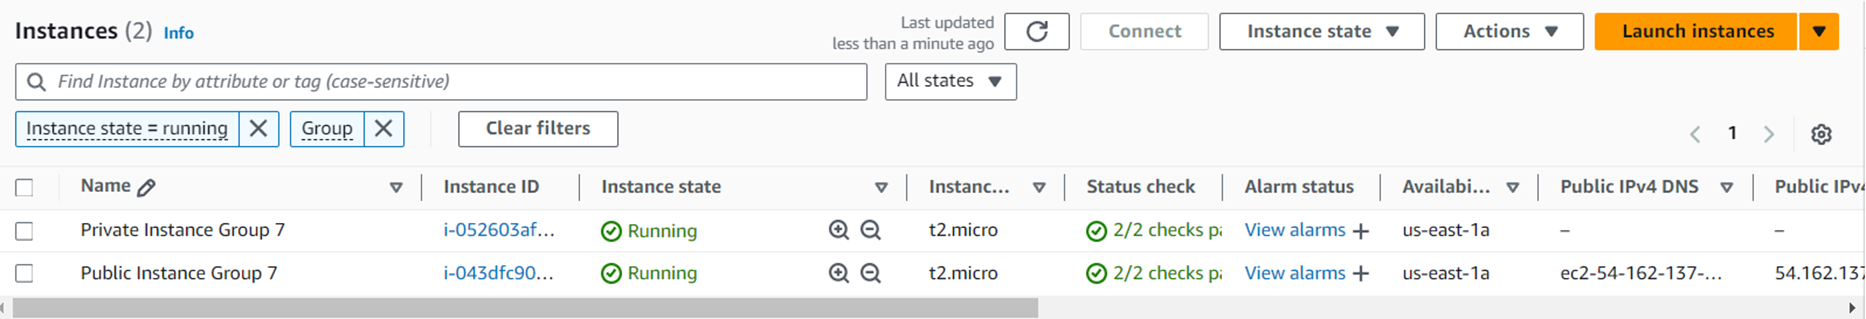 Instances (2) Info
Last updated
less than a minute ago
Connect
Instance state
Actions
Launch instances
Find Instance by attribute or tag (case-sensitive)
All states
Instance state = running
Group
Clear filters
1
Name Instance ID Instance state Instanc... Status check Alarm status Availabi... Public IPv4 DNS Public IPv4
Private Instance Group 7 i-052603af... Running t2.micro 2/2 checks pa View alarms + us-east-1a – –
Public Instance Group 7 i-043dfc90... Running t2.micro 2/2 checks pa View alarms + us-east-1a ec2-54-162-137-... 54.162.137